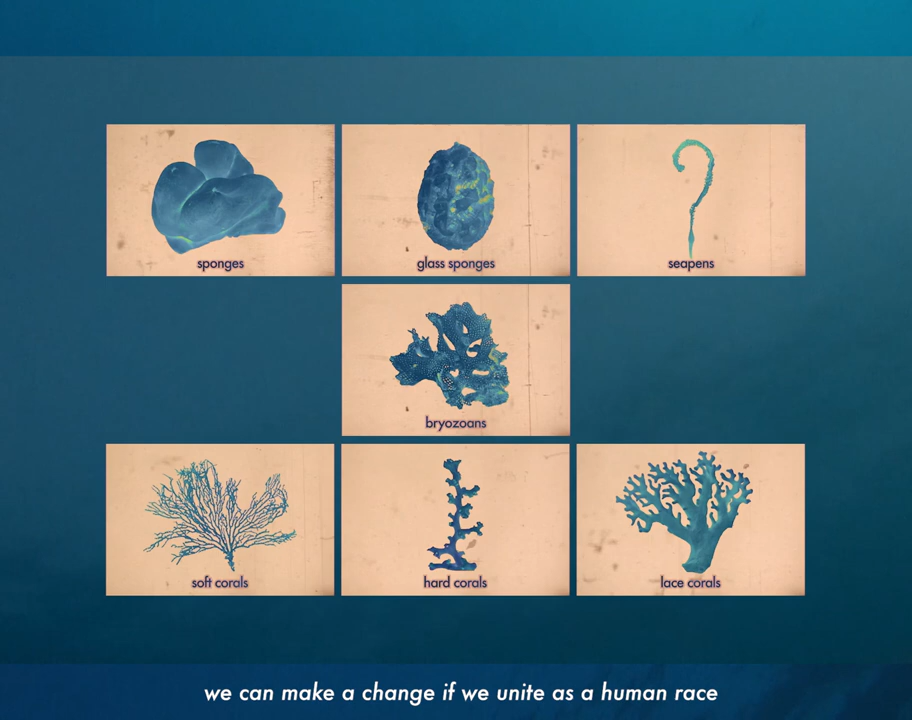 sponges
glass sponges
seapens
bryozoans
soft corals
hard corals
lace corals
we can make a change if we unite as a human race